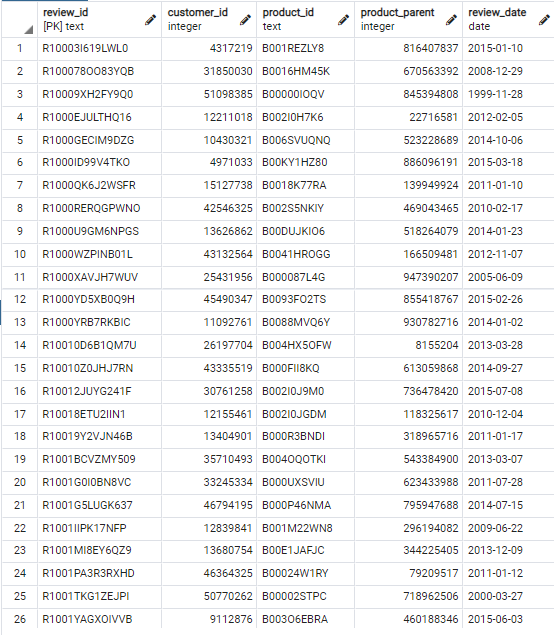 review_id customer_id product_id product_parent review_date
[PK] text integer text integer date
1 R10003I619LWL0 4317219 B001REZLY8 816407837 2015-01-10
2 R100078OO83YQB 31850030 B0016HM45K 670563392 2008-12-29
3 R10009XH2FY9Q0 51098385 B00000IOQV 845394808 1999-11-28
4 R1000EJULTHQ16 12211018 B002I0H7K6 22716581 2012-02-05
5 R1000GECIM9DZG 10430321 B006SVUQNQ 523228689 2014-10-06
6 R1000ID99V4TKO 4971033 B00KY1HZ80 886096191 2015-03-18
7 R1000QK6J2WSFR 15127738 B0018K77RA 139949924 2011-01-10
8 R1000RERQGPWNO 42546325 B002S5NKIY 469043465 2010-02-17
9 R1000U9GM6NPGS 13626862 B00DUJKIO6 518264079 2014-01-23
10 R1000WZPINB01L 43132564 B0041HROGG 166509481 2012-11-07
11 R1000XAVJH7WUV 25431956 B000087L4G 947390207 2005-06-09
12 R1000YD5XB0Q9H 45490347 B0093FO2TS 855418767 2015-02-26
13 R1000YRB7RKBIC 11092761 B0088MVQ6Y 930782716 2014-01-02
14 R10010D6B1QM7U 26197704 B004HX5OFW 8155204 2013-03-28
15 R10010Z0JHJ7RN 43335519 B000FII8KQ 613059868 2014-09-27
16 R10012JUYG241F 30761258 B002I0J9M0 736478420 2015-07-08
17 R10018ETU2IIN1 12155461 B002I0JGDM 118325617 2010-12-04
18 R10019Y2VJN46B 13404901 B000R3BNDI 318965716 2011-01-17
19 R1001BCVZMY509 35710493 B004OQOTKI 543384900 2013-03-07
20 R1001G0I0BN8VC 33245334 B000UXSVIU 623433988 2011-07-28
21 R1001G5LUGK637 46794195 B000P46NMA 795947688 2014-07-15
22 R1001IIPK17NFP 12839841 B001M22WN8 296194082 2009-06-22
23 R1001MI8EY6QZ9 13680754 B00E1JAFJC 344225405 2013-12-09
24 R1001PA3R3RXHD 46364325 B00024W1RY 79209517 2011-01-12
25 R1001TKG1ZEJPI 50770262 B00002STPC 718962506 2000-03-27
26 R1001YAGXOIVVB 9112876 B003O6EBRA 460188346 2015-06-03